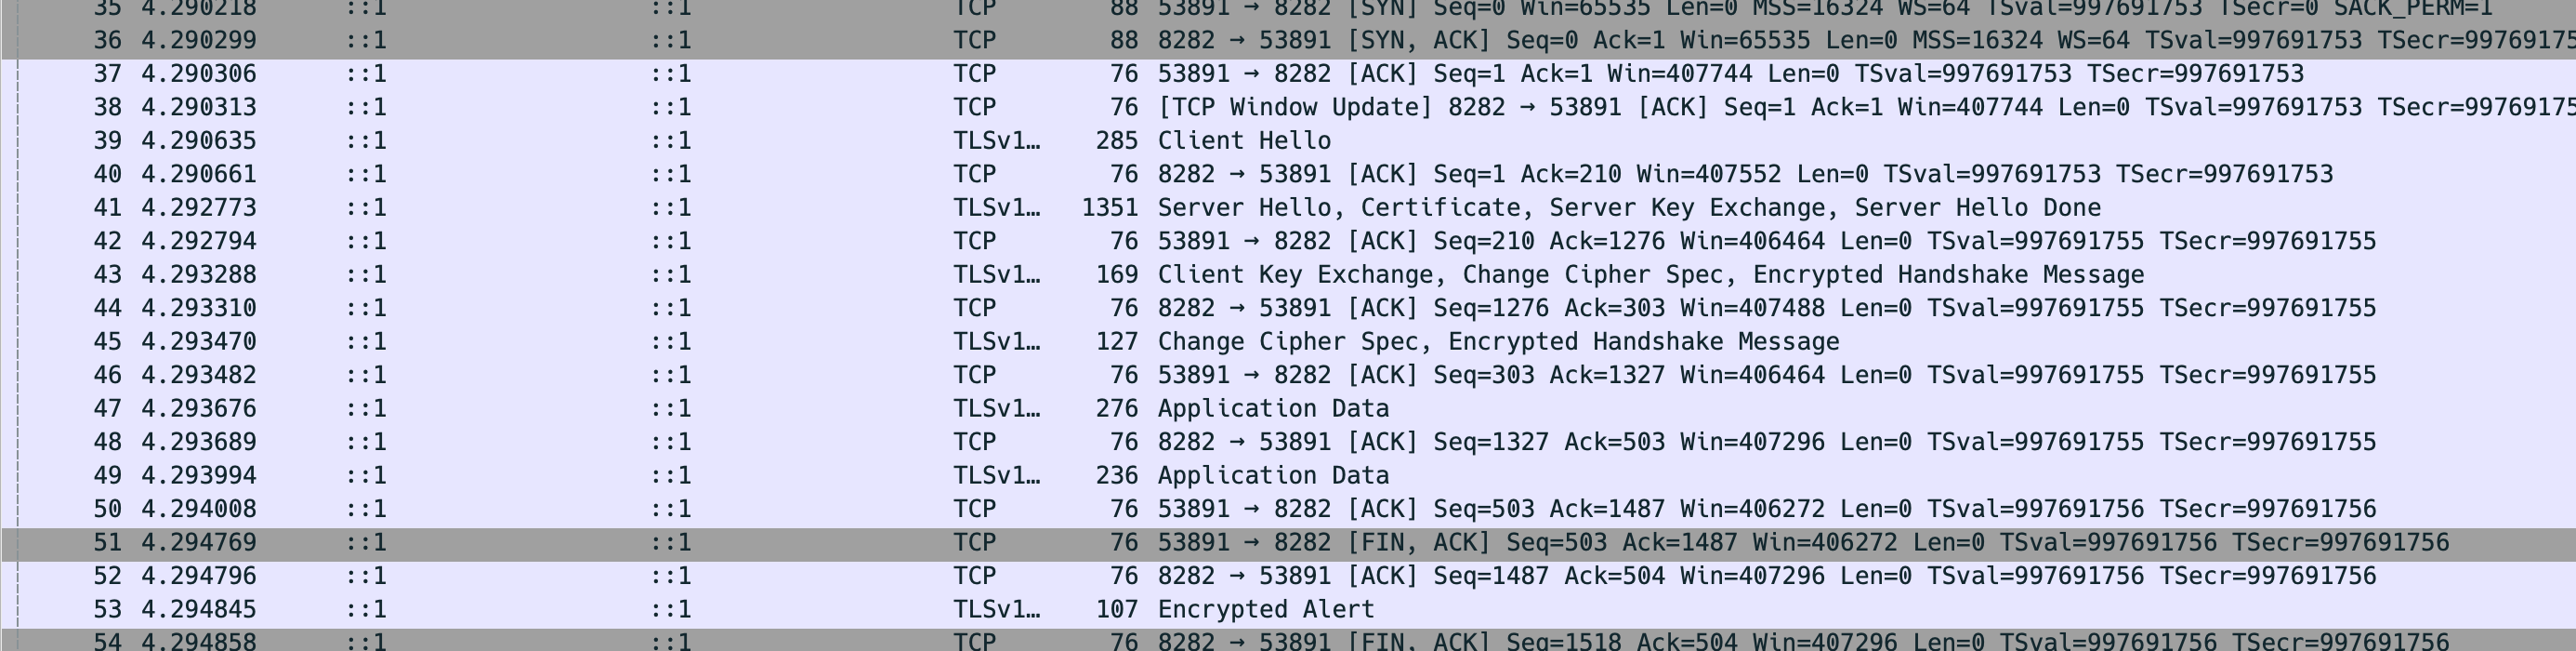 35 4.290218 ::1 ::1 TCP 88 53891 → 8282 [SYN] Seq=0 Win=65535 Len=0 MSS=16324 WS=64 TSval=997691753 TSecr=0 SACK_PERM=1
36 4.290299 ::1 ::1 TCP 88 8282 → 53891 [SYN, ACK] Seq=0 Ack=1 Win=65535 Len=0 MSS=16324 WS=64 TSval=997691753 TSecr=99769175
37 4.290306 ::1 ::1 TCP 76 53891 → 8282 [ACK] Seq=1 Ack=1 Win=407744 Len=0 TSval=997691753 TSecr=997691753
38 4.290313 ::1 ::1 TCP 76 [TCP Window Update] 8282 → 53891 [ACK] Seq=1 Ack=1 Win=407744 Len=0 TSval=997691753 TSecr=99769175
39 4.290635 ::1 ::1 TLSv1… 285 Client Hello
40 4.290661 ::1 ::1 TCP 76 8282 → 53891 [ACK] Seq=1 Ack=210 Win=407552 Len=0 TSval=997691753 TSecr=997691753
41 4.292773 ::1 ::1 TLSv1… 1351 Server Hello, Certificate, Server Key Exchange, Server Hello Done
42 4.292794 ::1 ::1 TCP 76 53891 → 8282 [ACK] Seq=210 Ack=1276 Win=406464 Len=0 TSval=997691755 TSecr=997691755
43 4.293288 ::1 ::1 TLSv1… 169 Client Key Exchange, Change Cipher Spec, Encrypted Handshake Message
44 4.293310 ::1 ::1 TCP 76 8282 → 53891 [ACK] Seq=1276 Ack=303 Win=407488 Len=0 TSval=997691755 TSecr=997691755
45 4.293470 ::1 ::1 TLSv1… 127 Change Cipher Spec, Encrypted Handshake Message
46 4.293482 ::1 ::1 TCP 76 53891 → 8282 [ACK] Seq=303 Ack=1327 Win=406464 Len=0 TSval=997691755 TSecr=997691755
47 4.293676 ::1 ::1 TLSv1… 276 Application Data
48 4.293689 ::1 ::1 TCP 76 8282 → 53891 [ACK] Seq=1327 Ack=503 Win=407296 Len=0 TSval=997691755 TSecr=997691755
49 4.293994 ::1 ::1 TLSv1… 236 Application Data
50 4.294008 ::1 ::1 TCP 76 53891 → 8282 [ACK] Seq=503 Ack=1487 Win=406272 Len=0 TSval=997691756 TSecr=997691756
51 4.294769 ::1 ::1 TCP 76 53891 → 8282 [FIN, ACK] Seq=503 Ack=1487 Win=406272 Len=0 TSval=997691756 TSecr=997691756
52 4.294796 ::1 ::1 TCP 76 8282 → 53891 [ACK] Seq=1487 Ack=504 Win=407296 Len=0 TSval=997691756 TSecr=997691756
53 4.294845 ::1 ::1 TLSv1… 107 Encrypted Alert
54 4.294858 ::1 ::1 TCP 76 8282 → 53891 [FIN, ACK] Seq=1518 Ack=504 Win=407296 Len=0 TSval=997691756 TSecr=997691756